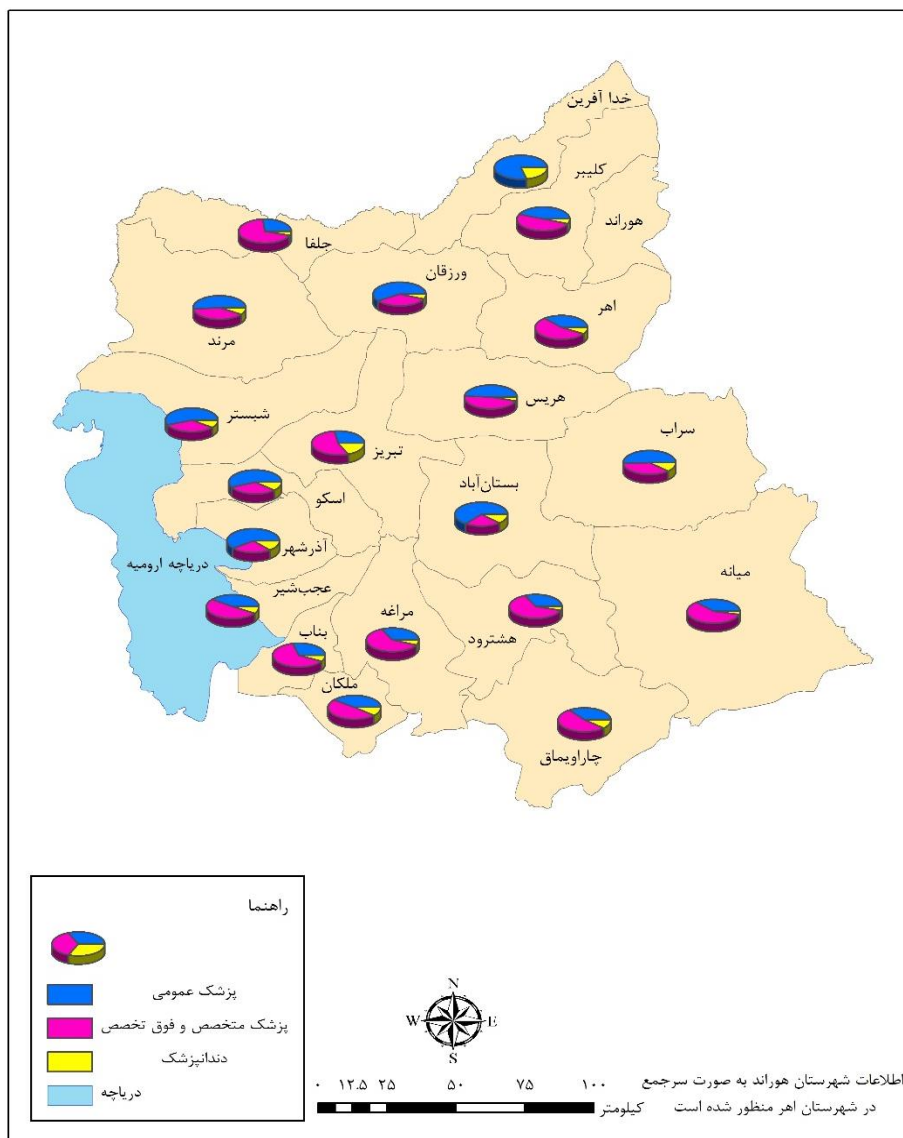 خدا آفرین
کلیبر
هوراند
جلفا
ورزقان
اهر
مرند
هریس
شبستر
سراب
تبریز
بستان‌آباد
اسکو
آذرشهر
دریاچه ارومیه
میانه
عجب‌شیر
مراغه
هشترود
بناب
ملکان
چاراویماق
راهنما
پزشک عمومی
پزشک متخصص و فوق تخصص
دندانپزشک
دریاچه
N
W E
S
اطلاعات شهرستان هوراند به صورت سرجمع
در شهرستان اهر منظور شده است
۰ ۱۲.۵ ۲۵ ۵۰ ۷۵ ۱۰۰
کیلومتر